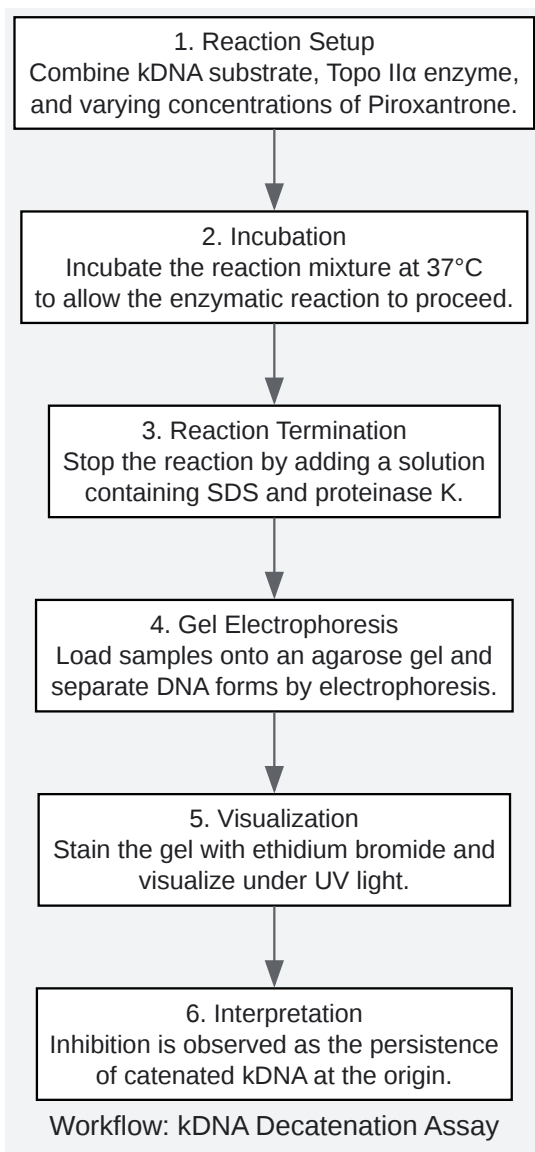 1. Reaction Setup
Combine kDNA substrate, Topo IIα enzyme,
and varying concentrations of Piroxantrone.
2. Incubation
Incubate the reaction mixture at 37°C
to allow the enzymatic reaction to proceed.
3. Reaction Termination
Stop the reaction by adding a solution
containing SDS and proteinase K.
4. Gel Electrophoresis
Load samples onto an agarose gel and
separate DNA forms by electrophoresis.
5. Visualization
Stain the gel with ethidium bromide and
visualize under UV light.
6. Interpretation
Inhibition is observed as the persistence
of catenated kDNA at the origin.
Workflow: kDNA Decatenation Assay